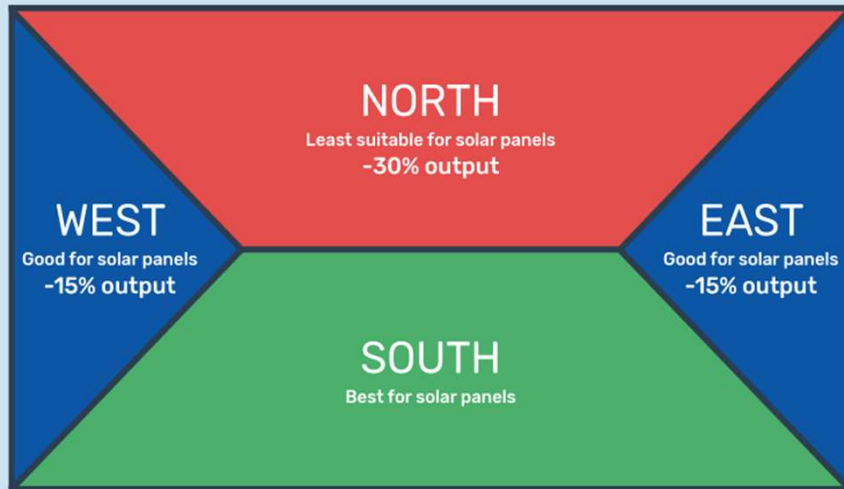 NORTH
Least suitable for solar panels
-30% output
WEST
Good for solar panels
-15% output
EAST
Good for solar panels
-15% output
SOUTH
Best for solar panels